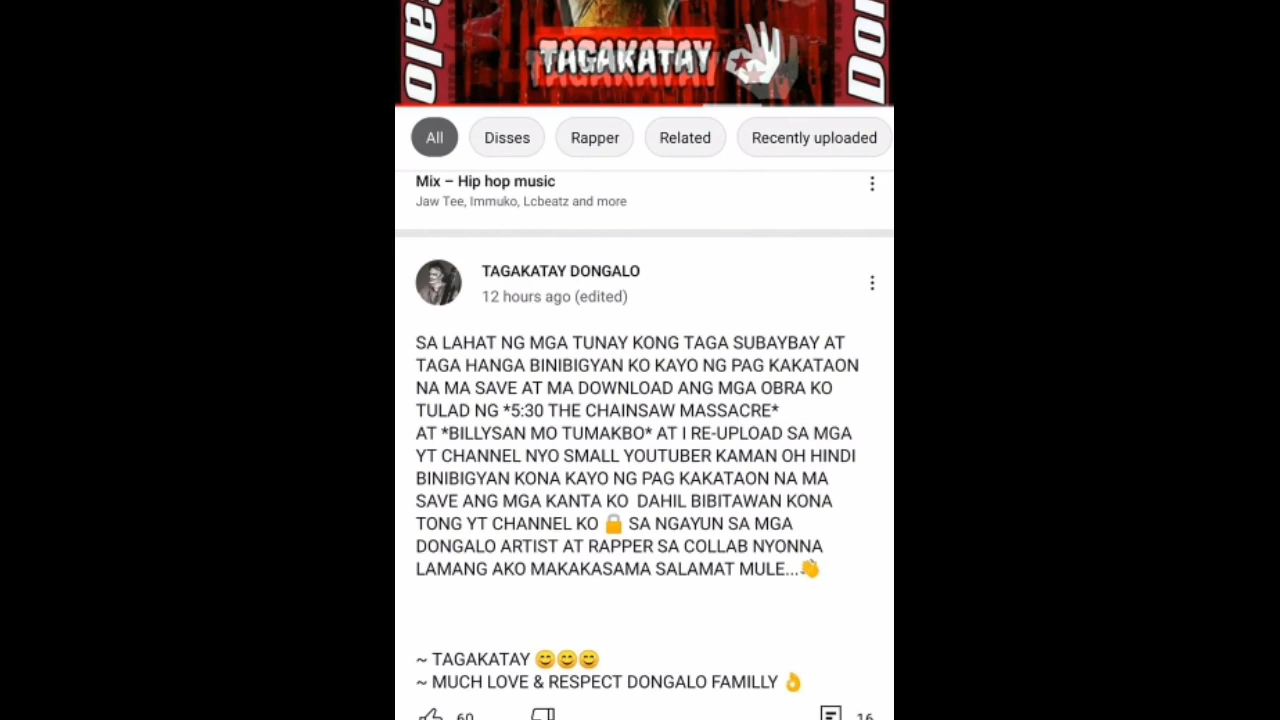 alo
TAGAKATAY
Don
All
Disses
Rapper
Related
Recently uploaded
Mix – Hip hop music
Jaw Tee, Immuko, Lcbeatz and more
TAGAKATAY DONGALO
12 hours ago (edited)
SA LAHAT NG MGA TUNAY KONG TAGA SUBAYBAY AT
TAGA HANGA BINIBIGYAN KO KAYO NG PAG KAKATAON
NA MA SAVE AT MA DOWNLOAD ANG MGA OBRA KO
TULAD NG *5:30 THE CHAINSAW MASSACRE*
AT *BILLYSAN MO TUMAKBO* AT I RE-UPLOAD SA MGA
YT CHANNEL NYO SMALL YOUTUBER KAMAN OH HINDI
BINIBIGYAN KONA KAYO NG PAG KAKATAON NA MA
SAVE ANG MGA KANTA KO DAHIL BIBITAWAN KONA
TONG YT CHANNEL KO 🔒 SA NGAYUN SA MGA
DONGALO ARTIST AT RAPPER SA COLLAB NYONNA
LAMANG AKO MAKAKASAMA SALAMAT MULE...👋
~ TAGAKATAY 😊😊😊
~ MUCH LOVE & RESPECT DONGALO FAMILLY 👌
60
16